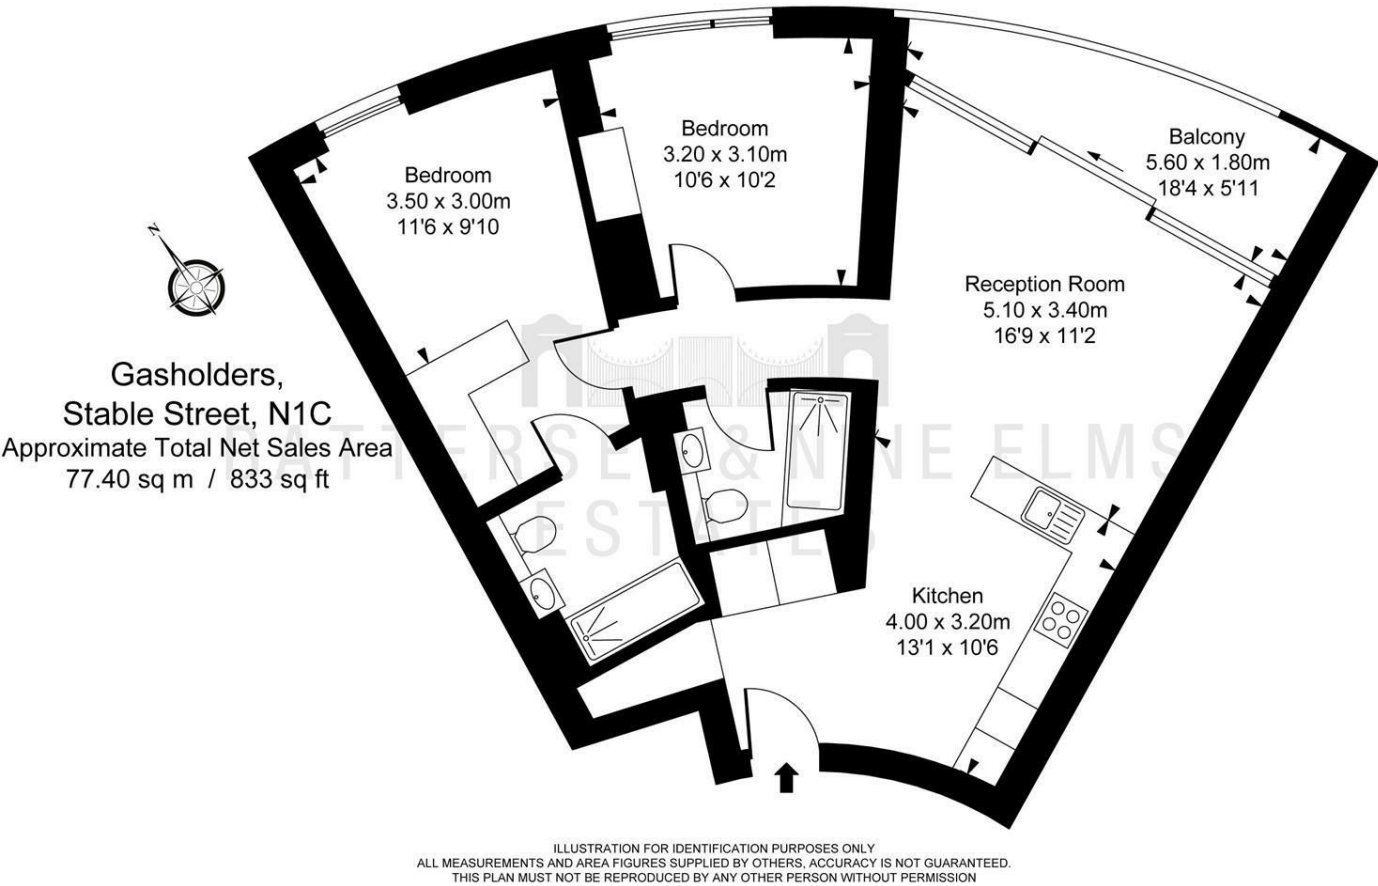 Bedroom
3.20 x 3.10m
10'6 x 10'2
Balcony
5.60 x 1.80m
18'4 x 5'11
Bedroom
3.50 x 3.00m
11'6 x 9'10
N
Reception Room
5.10 x 3.40m
16'9 x 11'2
Gasholders,
Stable Street, N1C
Approximate Total Net Sales Area
77.40 sq m / 833 sq ft
BATTERSEA & NINE ELMS
ESTATES
Kitchen
4.00 x 3.20m
13'1 x 10'6
ILLUSTRATION FOR IDENTIFICATION PURPOSES ONLY
ALL MEASUREMENTS AND AREA FIGURES SUPPLIED BY OTHERS, ACCURACY IS NOT GUARANTEED.
THIS PLAN MUST NOT BE REPRODUCED BY ANY OTHER PERSON WITHOUT PERMISSION